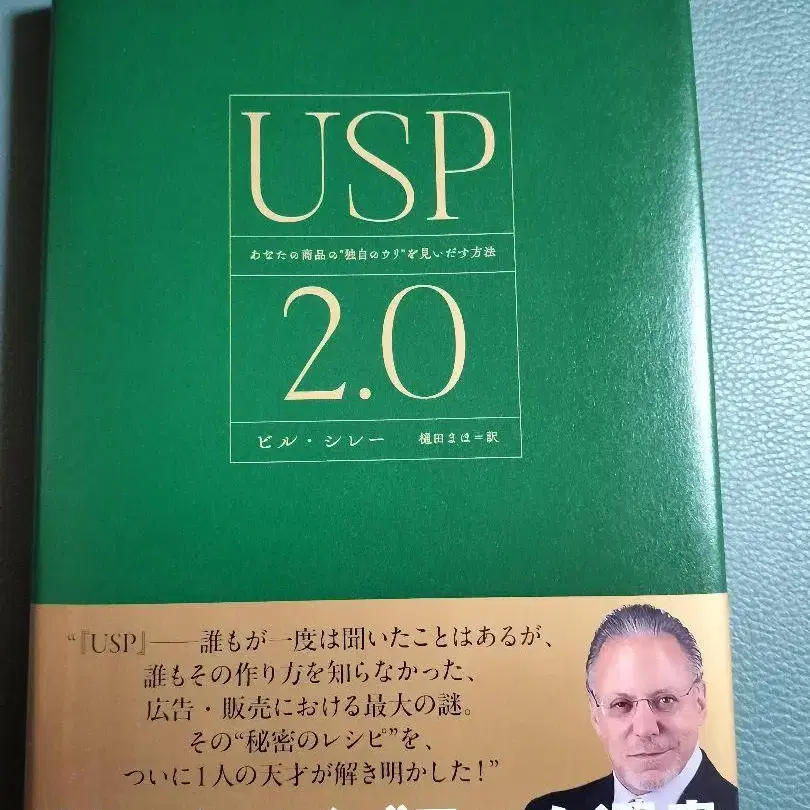 USP
あなたの商品の"独自のウリ"を見いだす方法
2.0
ビル・シレー 樋田まほ=訳
“『USP』――誰もが一度は聞いたことはあるが、
誰もその作り方を知らなかった、
広告・販売における最大の謎。
その“秘密のレシピ”を、
ついに1人の天才が解き明かした!”